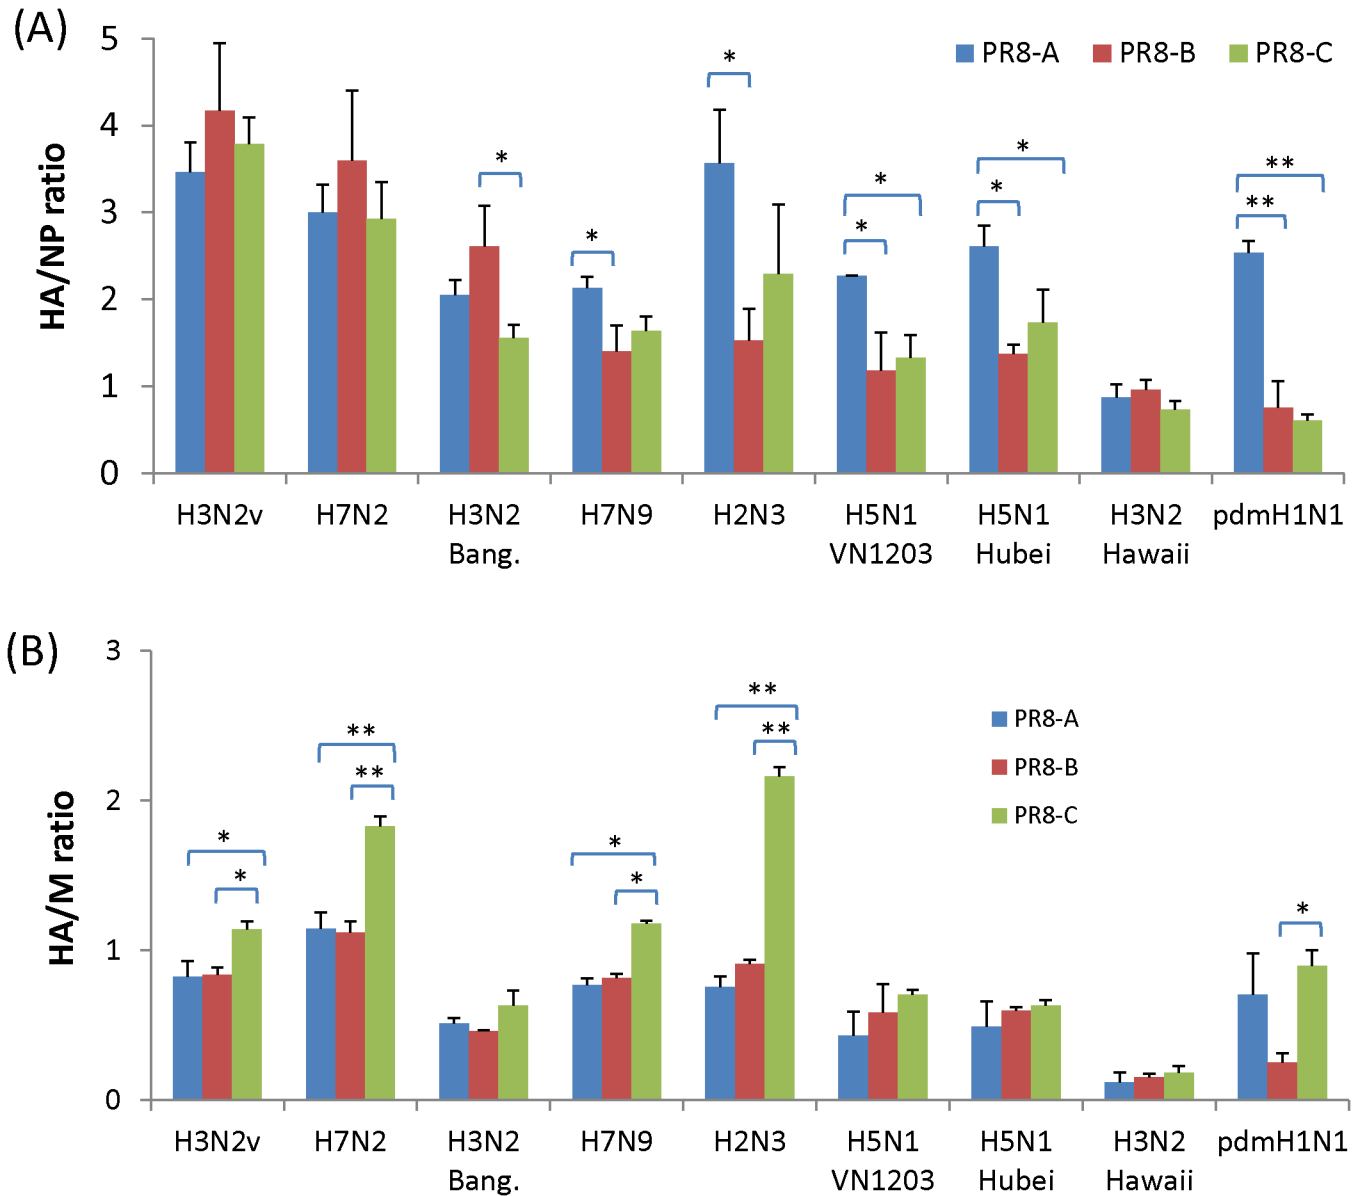 (A)
HA/NP ratio
5
4
3
2
1
0
PR8-A PR8-B PR8-C
* * * * * * * ** **
H3N2v H7N2 H3N2 H7N9 H2N3 H5N1 H5N1 H3N2 pdmH1N1
Bang. VN1203 Hubei Hawaii
(B)
HA/M ratio
3
2
1
0
PR8-A
PR8-B
PR8-C
* * ** ** * * ** ** *
H3N2v H7N2 H3N2 H7N9 H2N3 H5N1 H5N1 H3N2 pdmH1N1
Bang. VN1203 Hubei Hawaii